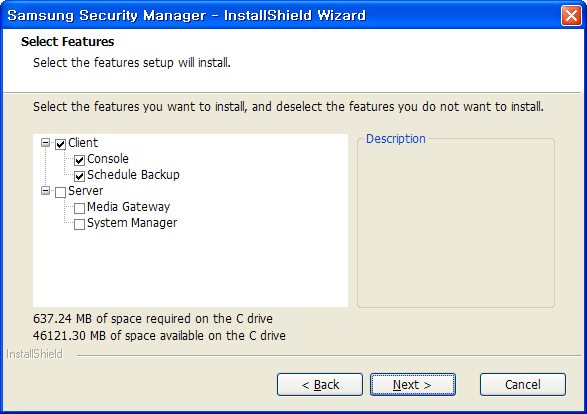 Samsung Security Manager - InstallShield Wizard
Select Features
Select the features setup will install.
Select the features you want to install, and deselect the features you do not want to install.
Client
Console
Schedule Backup
Server
Media Gateway
System Manager
Description
637.24 MB of space required on the C drive
46121.30 MB of space available on the C drive
InstallShield
< Back
Next >
Cancel